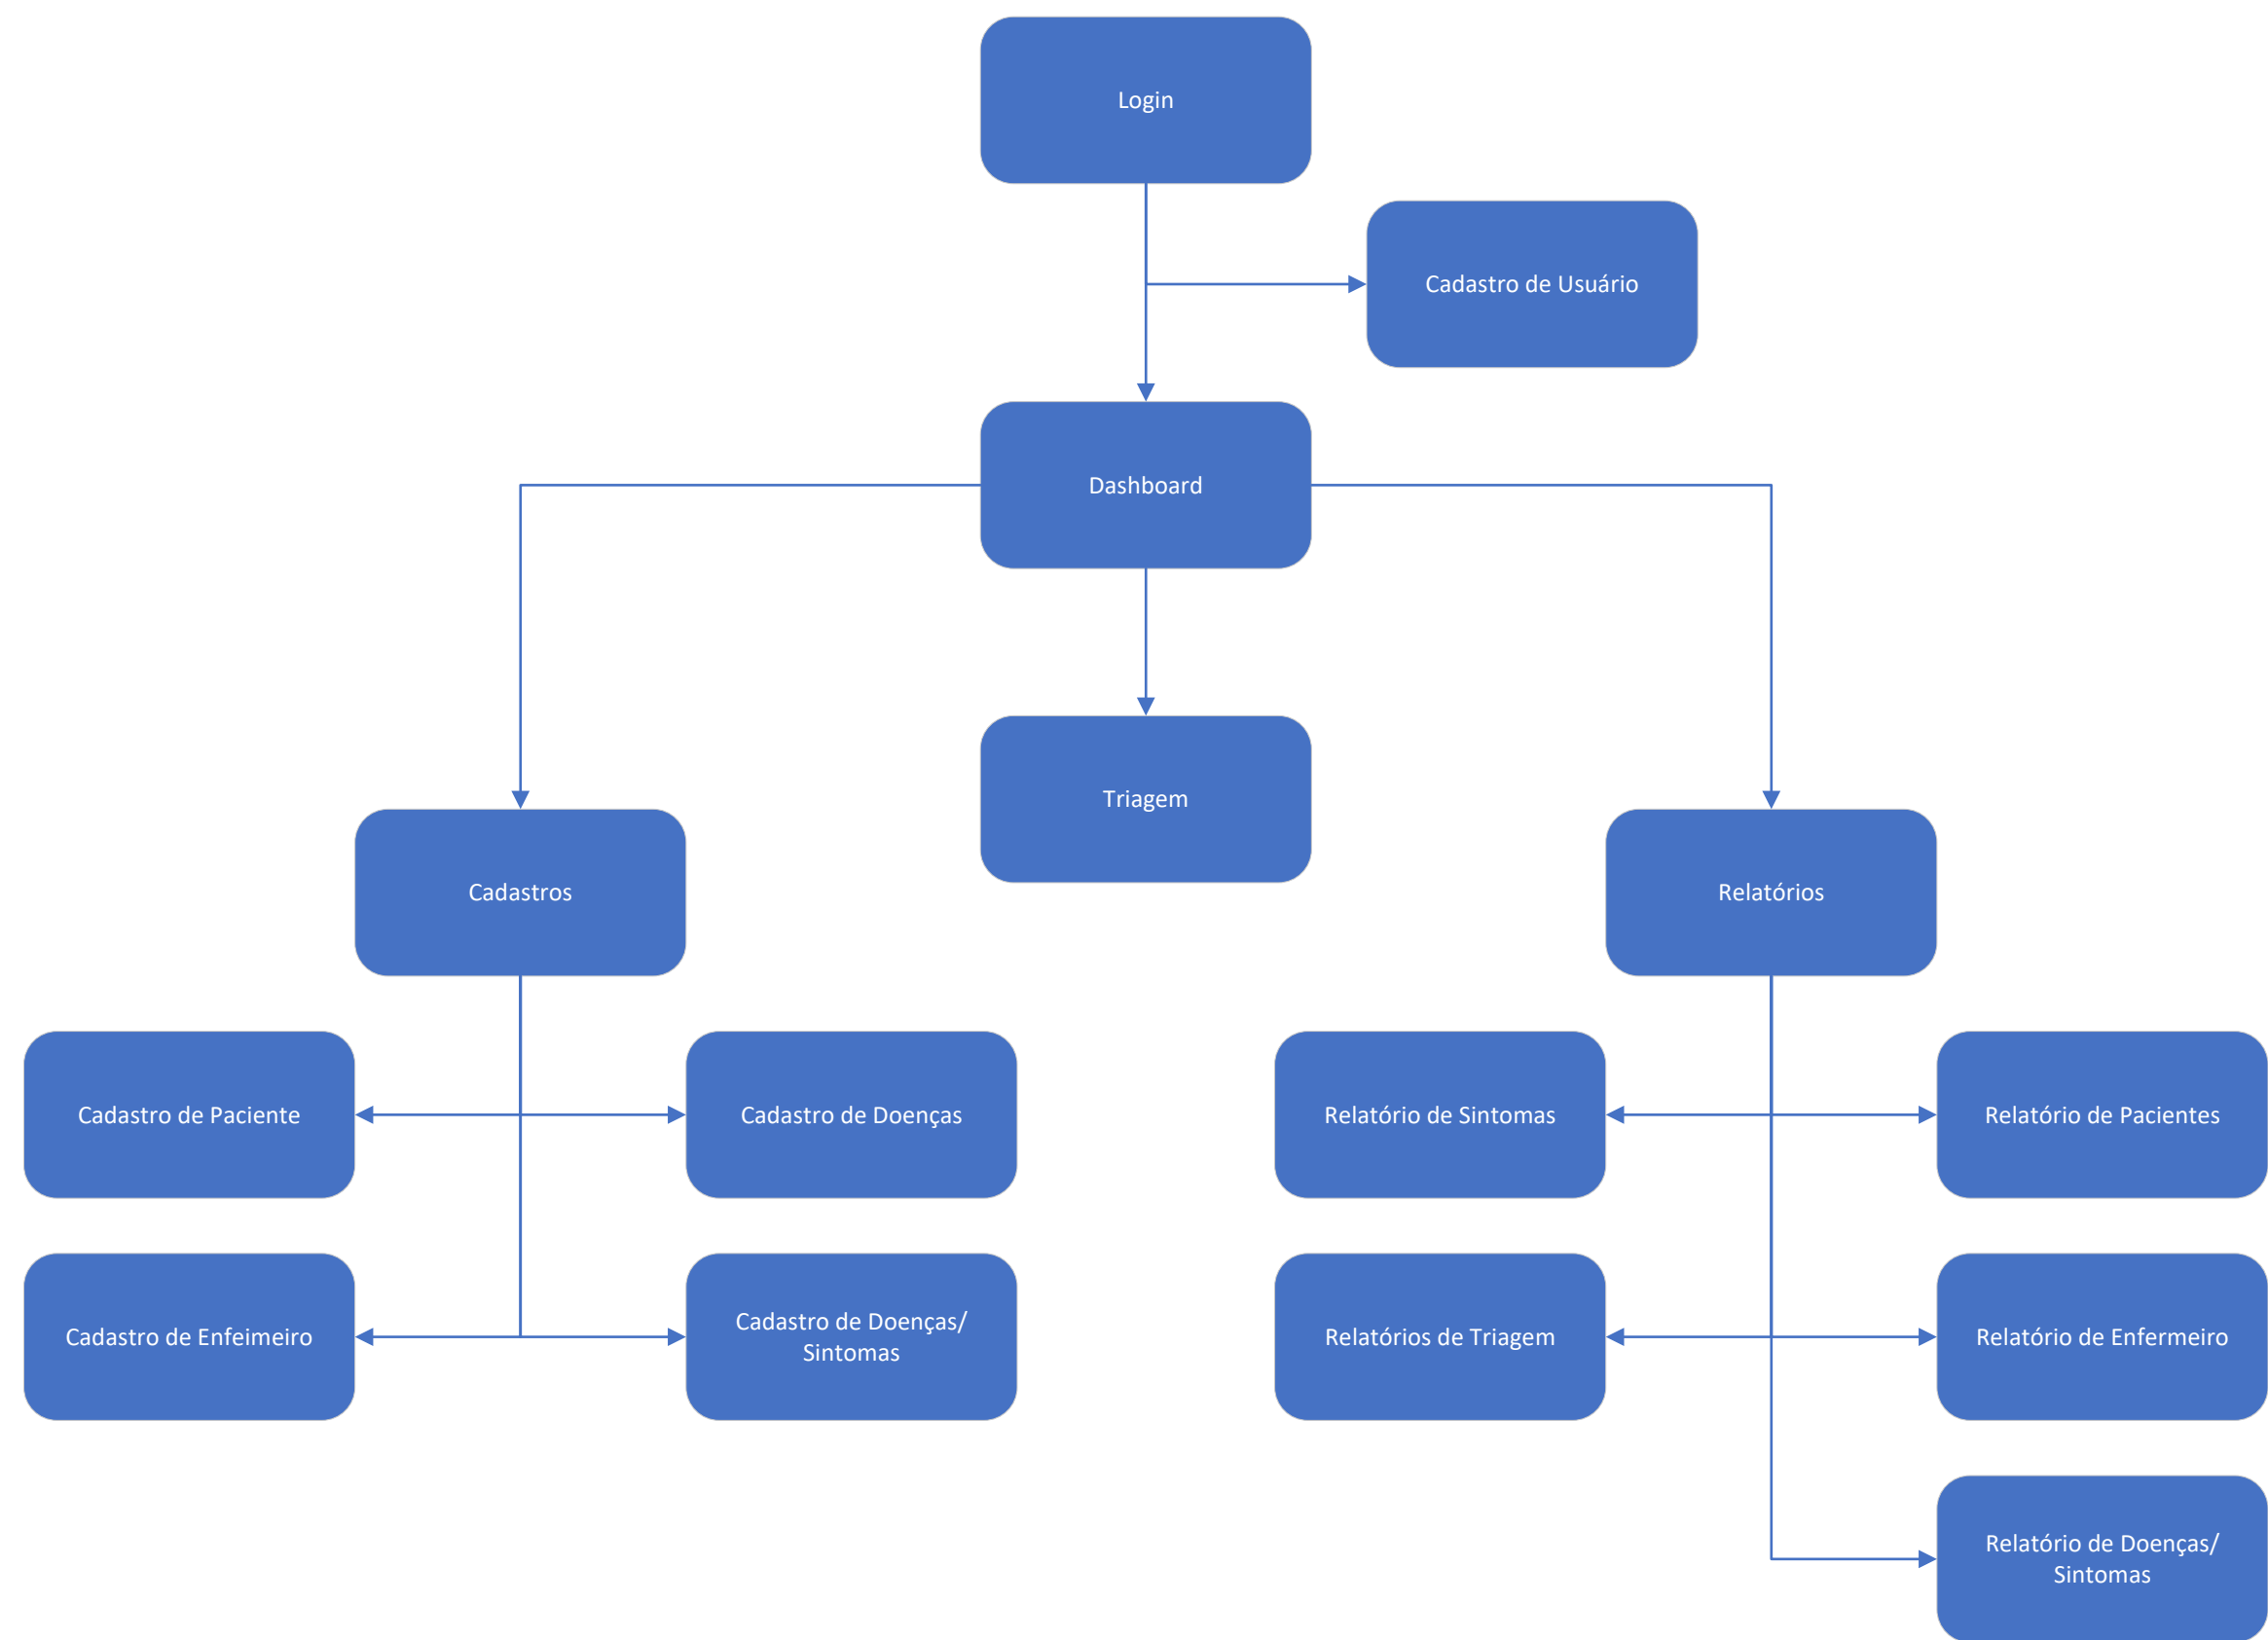 Login
Cadastro de Usuário
Dashboard
Triagem
Cadastros
Relatórios
Cadastro de Paciente
Cadastro de Doenças
Relatório de Sintomas
Relatório de Pacientes
Cadastro de Enfeimeiro
Cadastro de Doenças/
Sintomas
Relatórios de Triagem
Relatório de Enfermeiro
Relatório de Doenças/
Sintomas